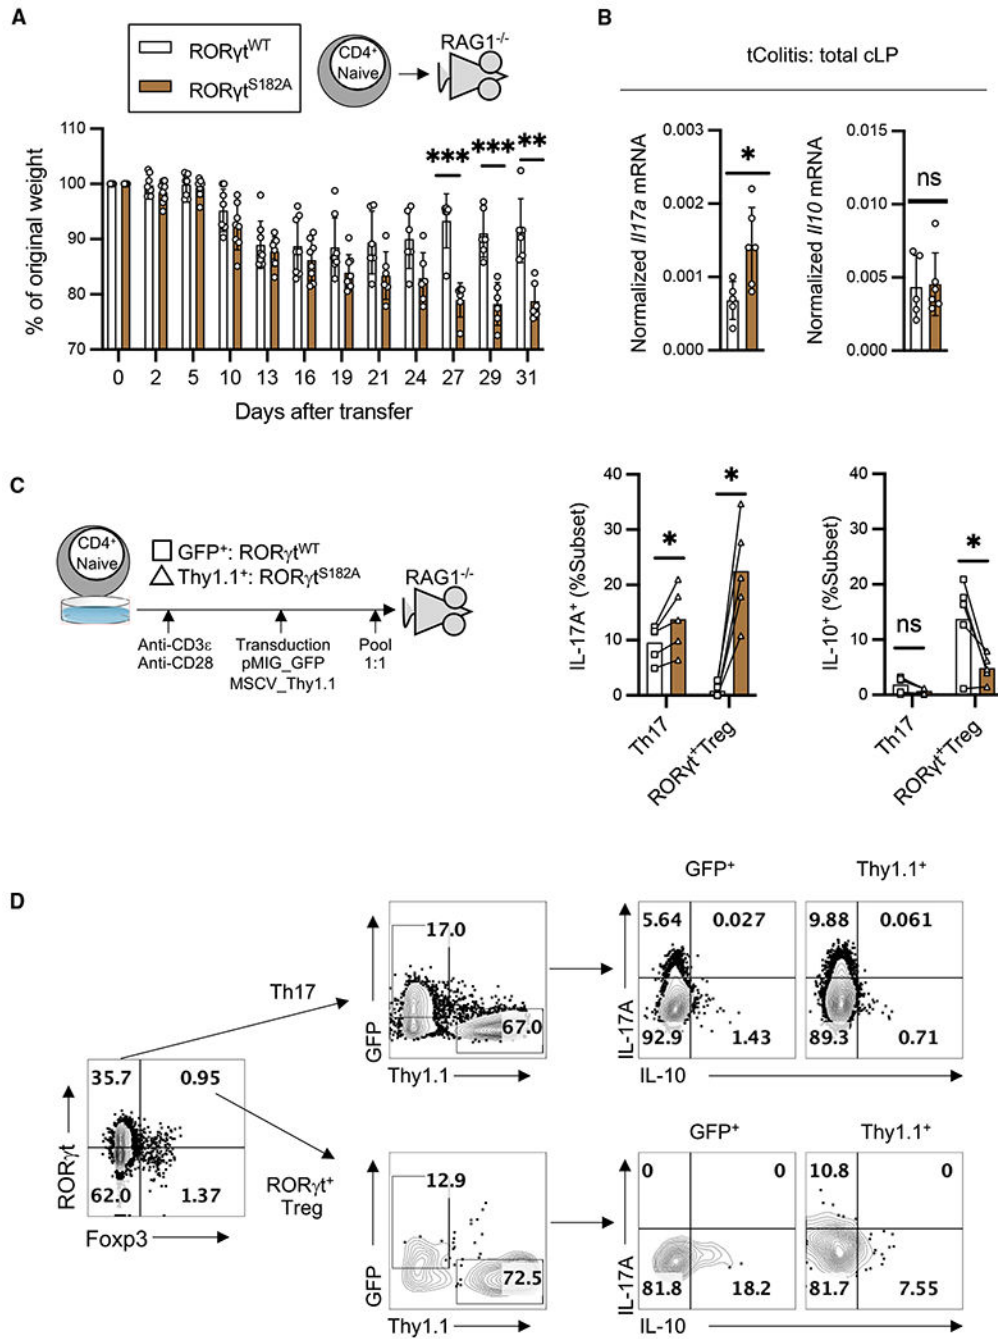 A
RORγt^WT
RORγt^S182A
CD4+
Naive
RAG1-/-
% of original weight
110
100
90
80
70
*** *** **
0 2 5 10 13 16 19 21 24 27 29 31
Days after transfer
B
tColitis: total cLP
Normalized Il17a mRNA
0.003
0.002
0.001
0.000
*
Normalized Il10 mRNA
0.015
0.010
0.005
0.000
ns
C
CD4+
Naive
GFP+: RORγt^WT
Thy1.1+: RORγt^S182A
RAG1-/-
Anti-CD3ε
Anti-CD28
Transduction
pMIG_GFP
MSCV_Thy1.1
Pool
1:1
IL-17A+ (%Subset)
40
30
20
10
0
* *
Th17
RORγt+Treg
IL-10+ (%Subset)
40
30
20
10
0
ns *
Th17
RORγt+Treg
D
RORγt
35.7 0.95
62.0 1.37
Foxp3
Th17
GFP
17.0
67.0
Thy1.1
GFP+ Thy1.1+
IL-17A
5.64 0.027
92.9 1.43
9.88 0.061
89.3 0.71
IL-10
RORγt+
Treg
GFP
12.9
72.5
Thy1.1
GFP+ Thy1.1+
IL-17A
0 0
81.8 18.2
10.8 0
81.7 7.55
IL-10